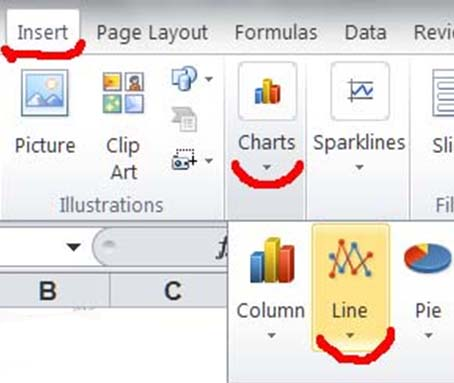 Insert Page Layout Formulas Data
Picture Clip Art Charts Sparklines
Illustrations
B C
Column Line Pie